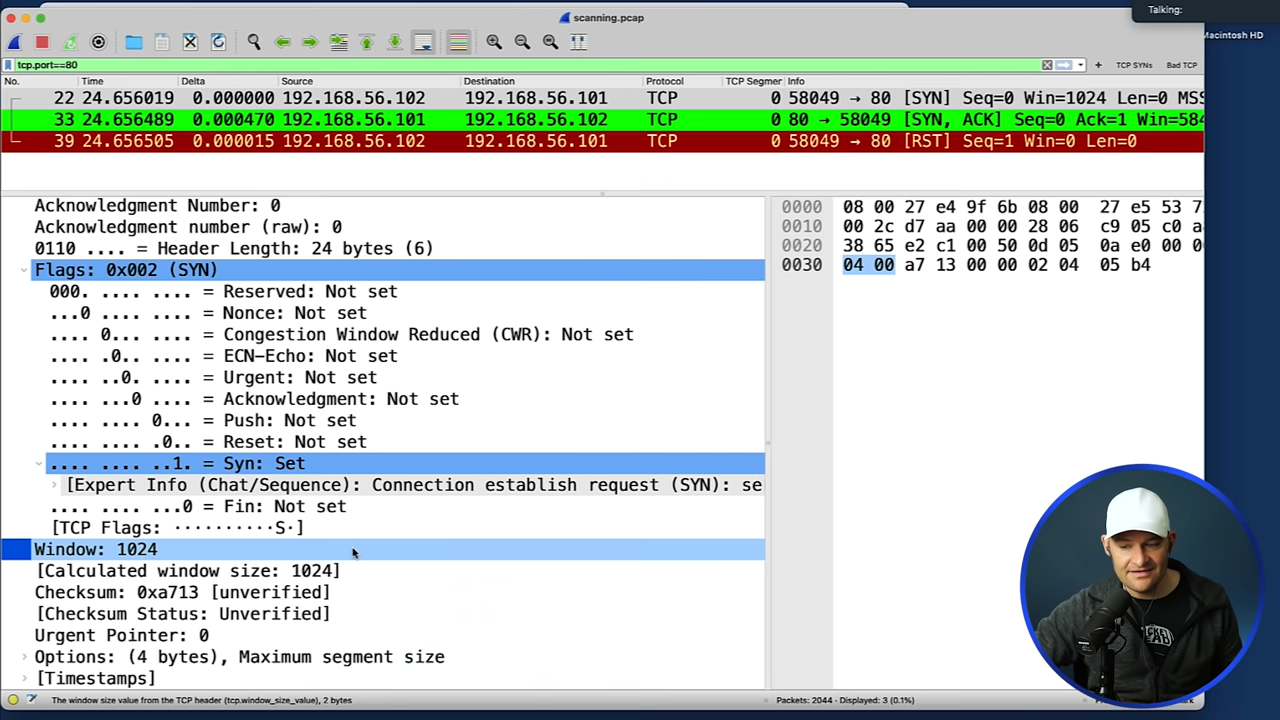 Talking:
scanning.pcap
Macintosh HD
tcp.port==80
+ TCP SYNs Bad TCP
No. Time Delta Source Destination Protocol TCP Segmer Info
22 24.656019 0.000000 192.168.56.102 192.168.56.101 TCP 0 58049 → 80 [SYN] Seq=0 Win=1024 Len=0 MSS
33 24.656489 0.000470 192.168.56.101 192.168.56.102 TCP 0 80 → 58049 [SYN, ACK] Seq=0 Ack=1 Win=584
39 24.656505 0.000015 192.168.56.102 192.168.56.101 TCP 0 58049 → 80 [RST] Seq=1 Win=0 Len=0
Acknowledgment Number: 0
Acknowledgment number (raw): 0
0110 .... = Header Length: 24 bytes (6)
Flags: 0x002 (SYN)
000. .... .... = Reserved: Not set
...0 .... .... = Nonce: Not set
.... 0... .... = Congestion Window Reduced (CWR): Not set
.... .0.. .... = ECN-Echo: Not set
.... ..0. .... = Urgent: Not set
.... ...0 .... = Acknowledgment: Not set
.... .... 0... = Push: Not set
.... .... .0.. = Reset: Not set
.... .... ..1. = Syn: Set
[Expert Info (Chat/Sequence): Connection establish request (SYN): se
.... .... ...0 = Fin: Not set
[TCP Flags: ··········S·]
Window: 1024
[Calculated window size: 1024]
Checksum: 0xa713 [unverified]
[Checksum Status: Unverified]
Urgent Pointer: 0
Options: (4 bytes), Maximum segment size
[Timestamps]
0000 08 00 27 e4 9f 6b 08 00 27 e5 53 7
0010 00 2c d7 aa 00 00 28 06 c9 05 c0 a
0020 38 65 e2 c1 00 50 0d 05 0a e0 00 0
0030 04 00 a7 13 00 00 02 04 05 b4
The window size value from the TCP header (tcp.window_size_value), 2 bytes
Packets: 2044 · Displayed: 3 (0.1%)